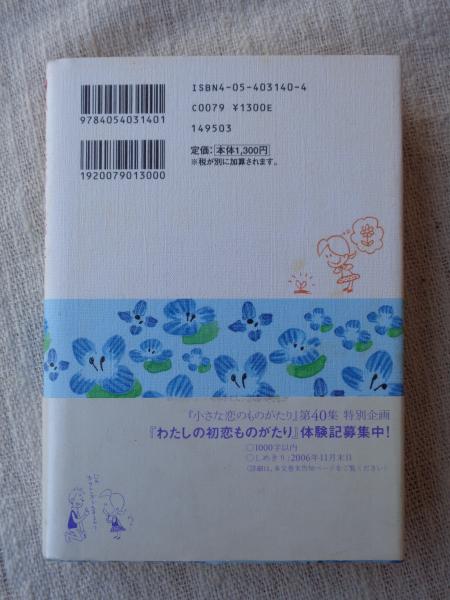 ISBN4-05-403140-4
C0079 ¥1300E
149503
9784054031401
定価：本体1,300円
※税が別に加算されます。
1920079013000
『小さな恋のものがたり』第40集 特別企画
『わたしの初恋ものがたり』体験記募集中！
○1000字以内
○しめきり：2006年11月末日
（詳細は、本文巻末告知ページをご覧ください）